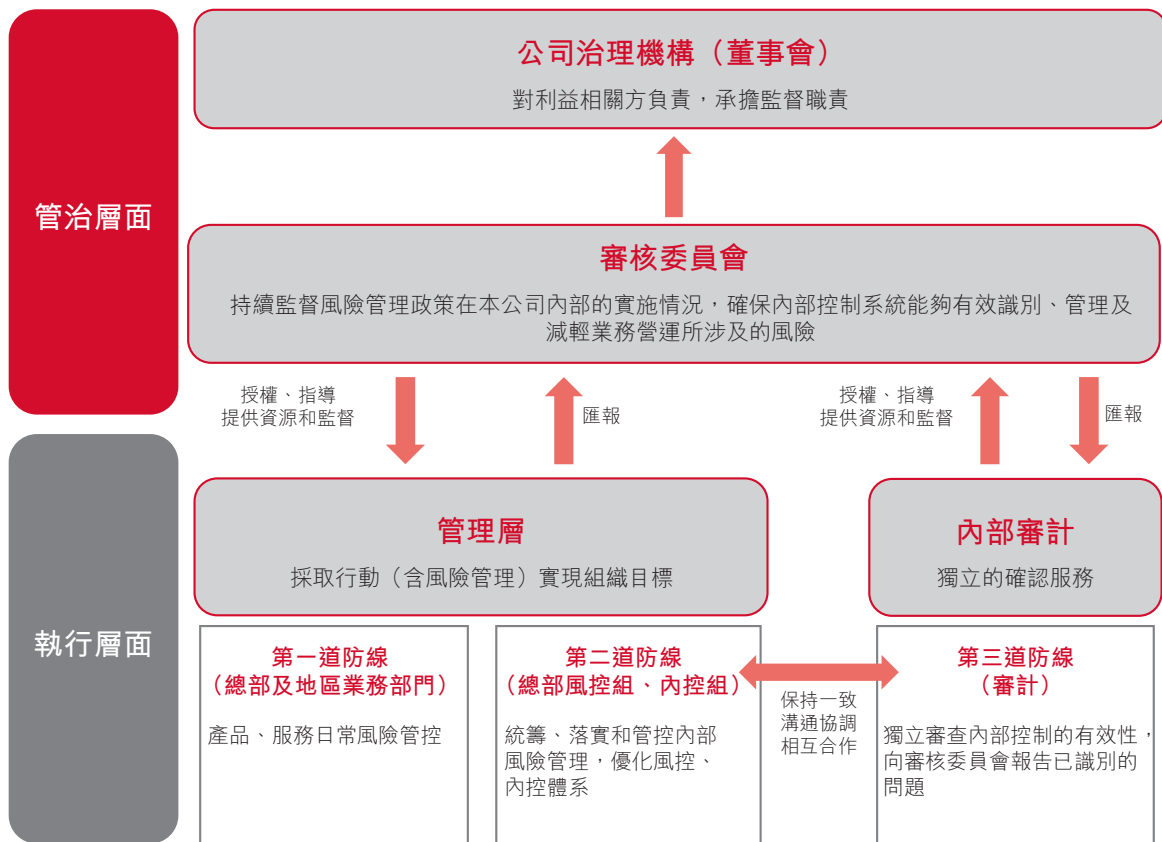 管治層面
公司治理機構（董事會）
對利益相關方負責，承擔監督職責
審核委員會
持續監督風險管理政策在本公司內部的實施情況，確保內部控制系統能夠有效識別、管理及
減輕業務營運所涉及的風險
授權、指導
提供資源和監督
匯報
授權、指導
提供資源和監督
匯報
執行層面
管理層
採取行動（含風險管理）實現組織目標
內部審計
獨立的確認服務
第一道防線
（總部及地區業務部門）
產品、服務日常風險管控
第二道防線
（總部風控組、內控組）
統籌、落實和管控內部
風險管理，優化風控、
內控體系
保持一致
溝通協調
相互合作
第三道防線
（審計）
獨立審查內部控制的有效性，
向審核委員會報告已識別的
問題